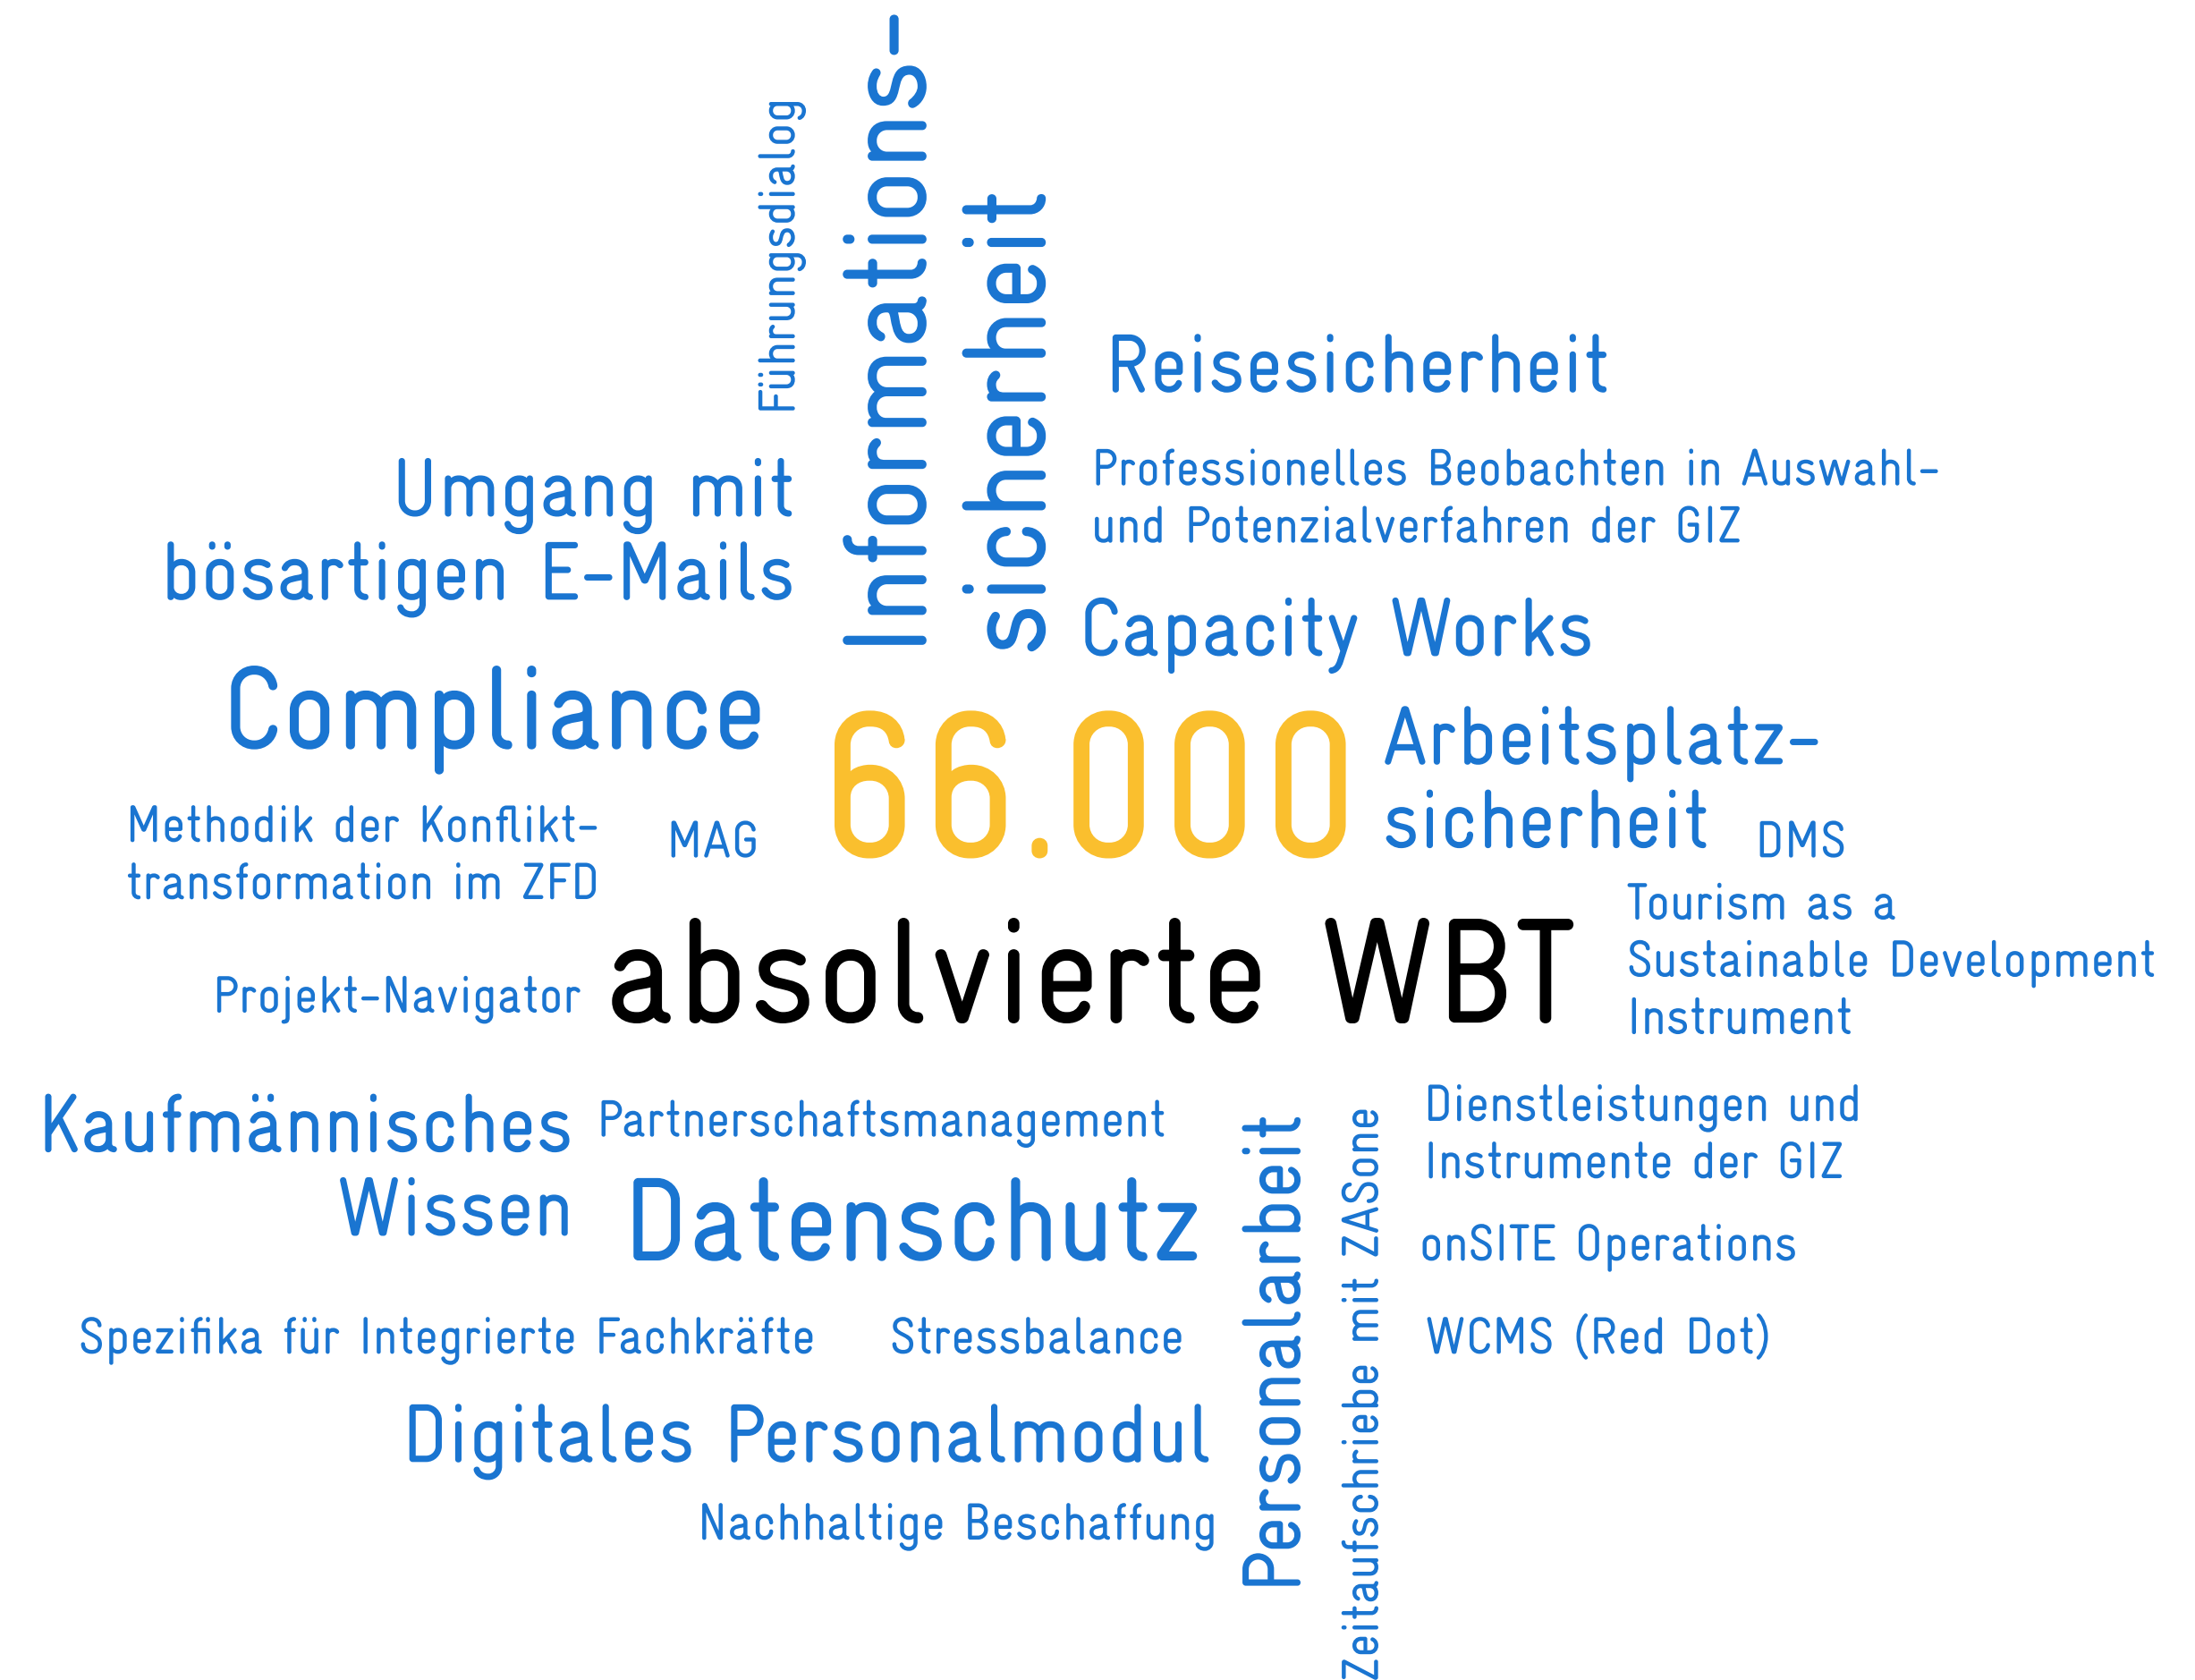 Führungsdialog
Informations-
sicherheit
Reisesicherheit
Professionelles Beobachten in Auswahl-
und Potenzialverfahren der GIZ
Umgang mit
bösartigen E-Mails
Capacity Works
Compliance
66.000
Arbeitsplatz-
sicherheit
Methodik der Konflikt-
transformation im ZFD
MAG
DMS
absolvierte WBT
Tourism as a
Sustainable Development
Instrument
Projekt-Navigator
Kaufmännisches
Wissen
Partnerschaftsmanagement
Datenschutz
Personalarbeit
Zeitaufschriebe mit ZASone
Dienstleistungen und
Instrumente der GIZ
onSITE Operations
Spezifika für Integrierte Fachkräfte
Stressbalance
WCMS (Red Dot)
Digitales Personalmodul
Nachhaltige Beschaffung